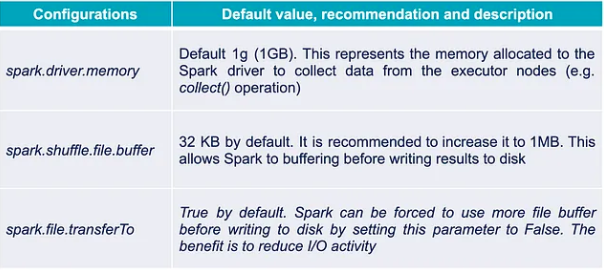 Configurations
Default value, recommendation and description
spark.driver.memory
Default 1g (1GB). This represents the memory allocated to the
Spark driver to collect data from the executor nodes (e.g.
collect() operation)
spark.shuffle.file.buffer
32 KB by default. It is recommended to increase it to 1MB. This
allows Spark to buffering before writing results to disk
spark.file.transferTo
True by default. Spark can be forced to use more file buffer
before writing to disk by setting this parameter to False. The
benefit is to reduce I/O activity